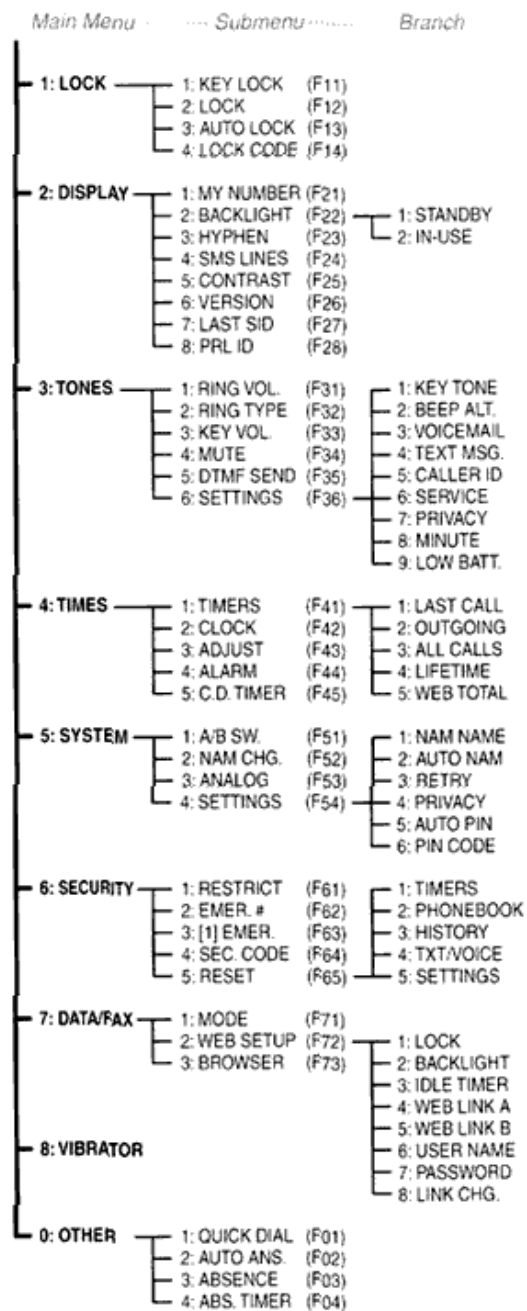 Main Menu Submenu Branch
1: LOCK 1: KEY LOCK (F11)
2: LOCK (F12)
3: AUTO LOCK (F13)
4: LOCK CODE (F14)
2: DISPLAY 1: MY NUMBER (F21)
2: BACKLIGHT (F22) 1: STANDBY
3: HYPHEN (F23) 2: IN-USE
4: SMS LINES (F24)
5: CONTRAST (F25)
6: VERSION (F26)
7: LAST SID (F27)
8: PRL ID (F28)
3: TONES 1: RING VOL. (F31) 1: KEY TONE
2: RING TYPE (F32) 2: BEEP ALT.
3: KEY VOL. (F33) 3: VOICEMAIL
4: MUTE (F34) 4: TEXT MSG.
5: DTMF SEND (F35) 5: CALLER ID
6: SETTINGS (F36) 6: SERVICE
7: PRIVACY
8: MINUTE
9: LOW BATT.
4: TIMES 1: TIMERS (F41) 1: LAST CALL
2: CLOCK (F42) 2: OUTGOING
3: ADJUST (F43) 3: ALL CALLS
4: ALARM (F44) 4: LIFETIME
5: C.D. TIMER (F45) 5: WEB TOTAL
5: SYSTEM 1: A/B SW. (F51) 1: NAM NAME
2: NAM CHG. (F52) 2: AUTO NAM
3: ANALOG (F53) 3: RETRY
4: SETTINGS (F54) 4: PRIVACY
5: AUTO PIN
6: PIN CODE
6: SECURITY 1: RESTRICT (F61) 1: TIMERS
2: EMER. # (F62) 2: PHONEBOOK
3: [1] EMER. (F63) 3: HISTORY
4: SEC. CODE (F64) 4: TXT/VOICE
5: RESET (F65) 5: SETTINGS
7: DATA/FAX 1: MODE (F71)
2: WEB SETUP (F72) 1: LOCK
3: BROWSER (F73) 2: BACKLIGHT
3: IDLE TIMER
4: WEB LINK A
5: WEB LINK B
8: VIBRATOR 6: USER NAME
7: PASSWORD
8: LINK CHG.
0: OTHER 1: QUICK DIAL (F01)
2: AUTO ANS. (F02)
3: ABSENCE (F03)
4: ABS. TIMER (F04)